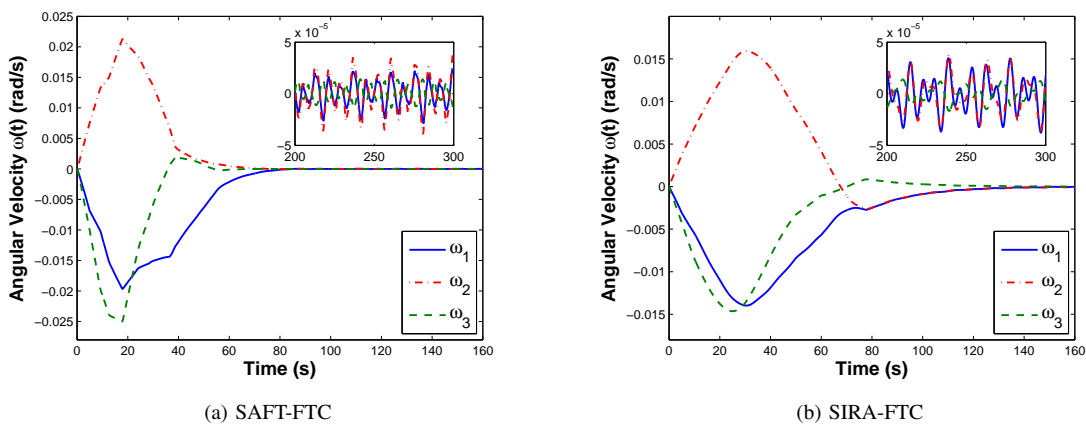 0.025
0.02
0.015
0.01
0.005
0
−0.005
−0.01
−0.015
−0.02
−0.025
Angular Velocity ω(t) (rad/s)
5
x 10⁻⁵
0
−5
200 250 300
ω1
ω2
ω3
0 20 40 60 80 100 120 140 160
Time (s)
(a) SAFT-FTC
0.015
0.01
0.005
0
−0.005
−0.01
−0.015
Angular Velocity ω(t) (rad/s)
5
x 10⁻⁵
0
−5
200 250 300
ω1
ω2
ω3
0 20 40 60 80 100 120 140 160
Time (s)
(b) SIRA-FTC